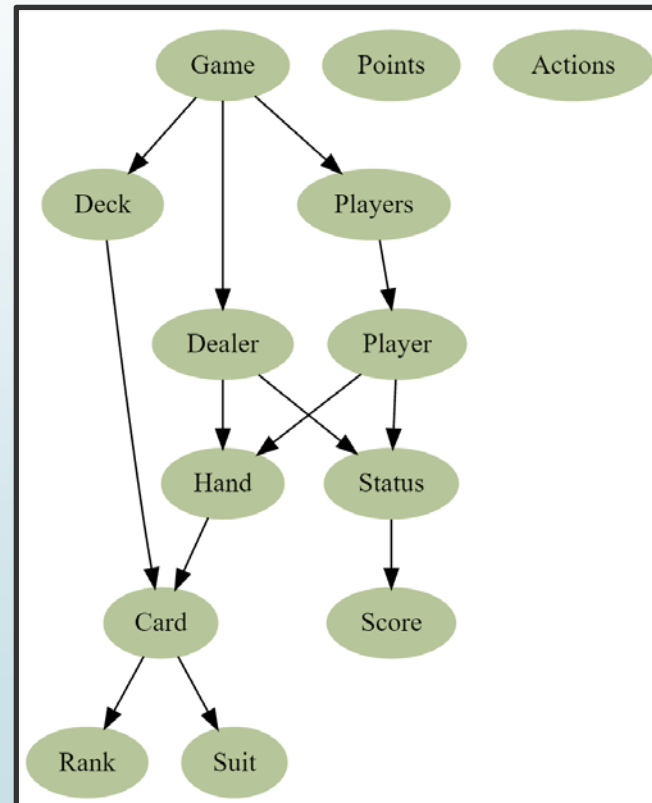 Game
Points
Actions
Deck
Players
Dealer
Player
Hand
Status
Card
Score
Rank
Suit